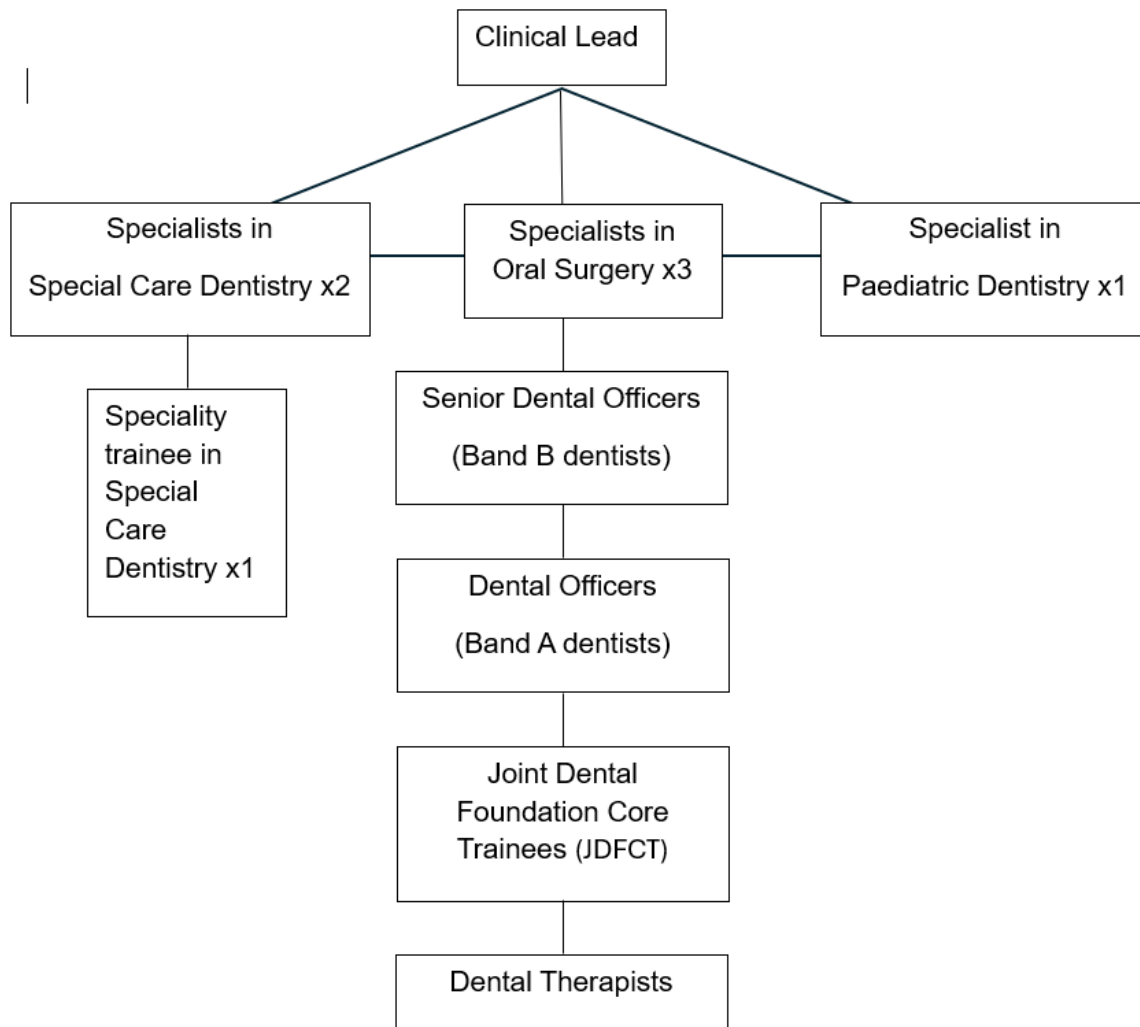 Clinical Lead
Specialists in
Special Care Dentistry x2
Specialists in
Oral Surgery x3
Specialist in
Paediatric Dentistry x1
Speciality
trainee in
Special
Care
Dentistry x1
Senior Dental Officers
(Band B dentists)
Dental Officers
(Band A dentists)
Joint Dental
Foundation Core
Trainees (JDFCT)
Dental Therapists